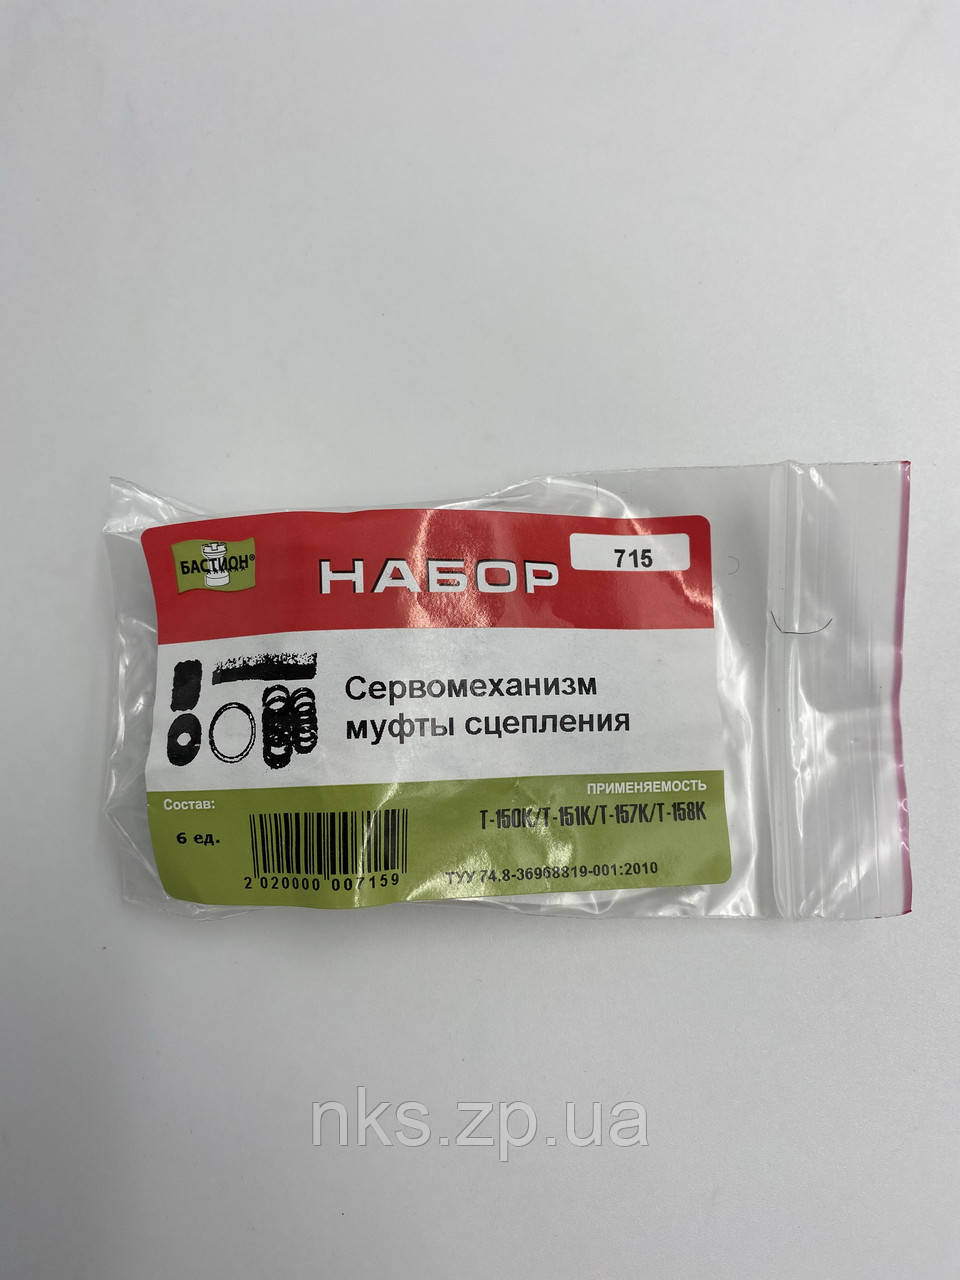 БАСТИОН®
НАБОР
715
Сервомеханизм
муфты сцепления
ПРИМЕНЯЕМОСТЬ
Т-150К/Т-151К/Т-157К/Т-158К
Состав:
6 ед.
2 020000 007159
ТУУ 74.8-36968819-001:2010
nks.zp.ua